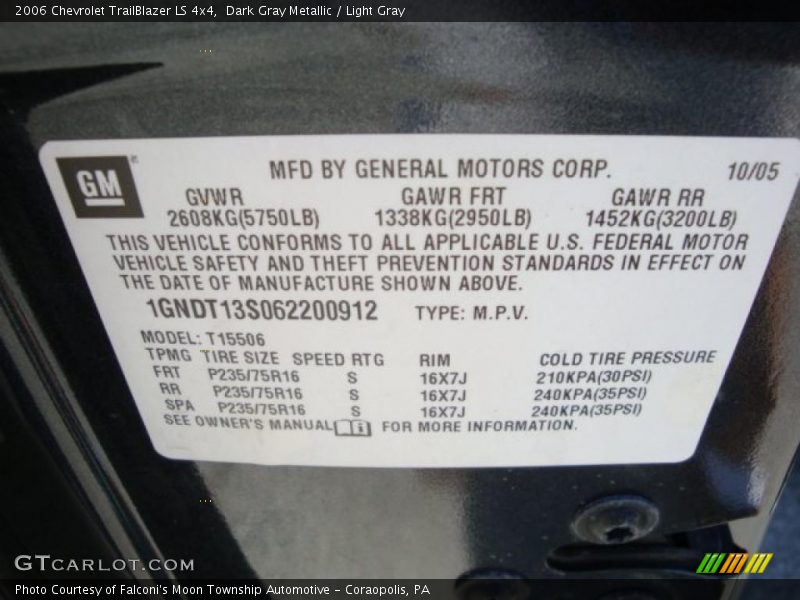 2006 Chevrolet TrailBlazer LS 4x4, Dark Gray Metallic / Light Gray
GM
MFD BY GENERAL MOTORS CORP. 10/05
GVWR GAWR FRT GAWR RR
2608KG(5750LB) 1338KG(2950LB) 1452KG(3200LB)
THIS VEHICLE CONFORMS TO ALL APPLICABLE U.S. FEDERAL MOTOR
VEHICLE SAFETY AND THEFT PREVENTION STANDARDS IN EFFECT ON
THE DATE OF MANUFACTURE SHOWN ABOVE.
1GNDT13S062200912 TYPE: M.P.V.
MODEL: T15506
TPMG TIRE SIZE SPEED RTG RIM COLD TIRE PRESSURE
FRT P235/75R16 S 16X7J 210KPA(30PSI)
RR P235/75R16 S 16X7J 240KPA(35PSI)
SPA P235/75R16 S 16X7J 240KPA(35PSI)
SEE OWNER'S MANUAL FOR MORE INFORMATION.
GTCARLOT.COM
Photo Courtesy of Falconi's Moon Township Automotive - Coraopolis, PA